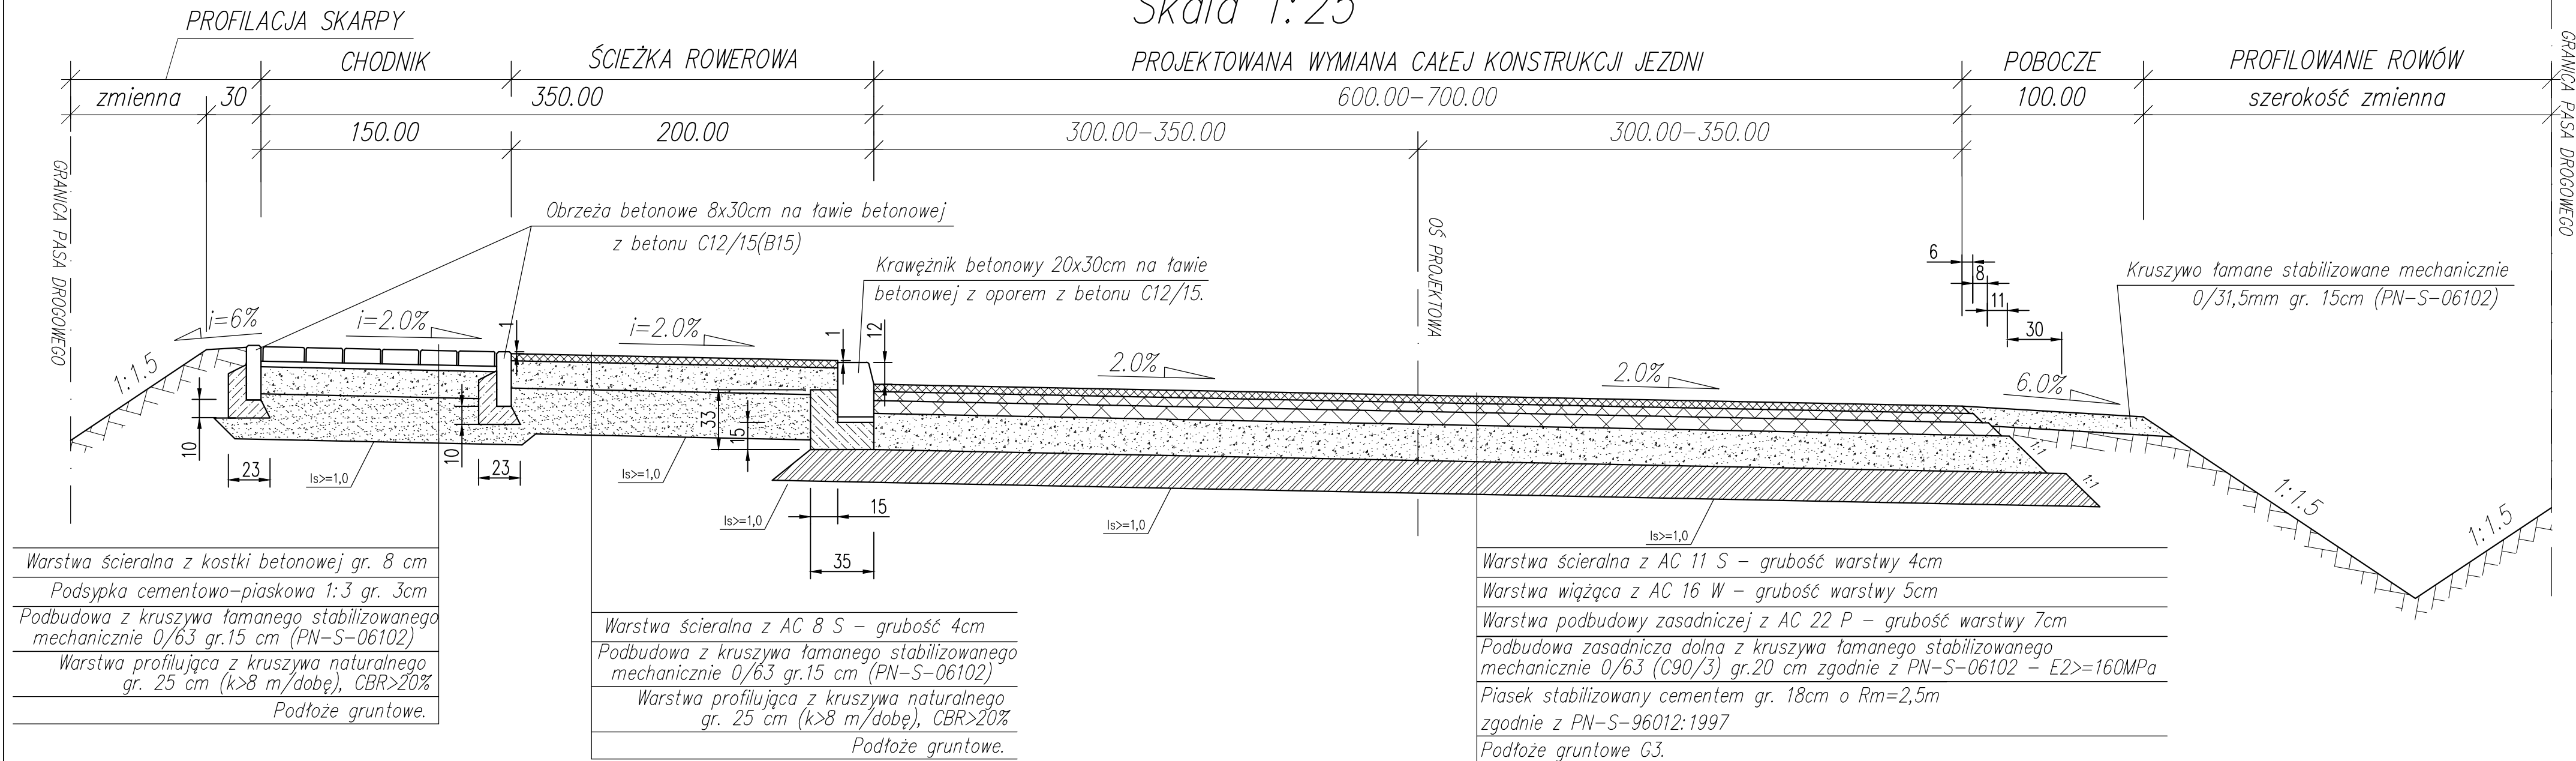 Skala 1:25
PROFILACJA SKARPY
CHODNIK
ŚCIEŻKA ROWEROWA
PROJEKTOWANA WYMIANA CAŁEJ KONSTRUKCJI JEZDNI
POBOCZE
PROFILOWANIE ROWÓW
zmienna
30
350.00
600.00-700.00
100.00
szerokość zmienna
150.00
200.00
300.00-350.00
300.00-350.00
GRANICA PASA DROGOWEGO
GRANICA PASA DROGOWEGO
OŚ PROJEKTOWA
Obrzeża betonowe 8x30cm na ławie betonowej
z betonu C12/15(B15)
Krawężnik betonowy 20x30cm na ławie
betonowej z oporem z betonu C12/15.
Kruszywo łamane stabilizowane mechanicznie
0/31,5mm gr. 15cm (PN-S-06102)
6
8
11
30
i=6%
i=2.0%
1
i=2.0%
1
12
2.0%
2.0%
6.0%
1:1.5
10
23
Is>=1,0
10
23
Is>=1,0
33
15
Is>=1,0
15
35
Is>=1,0
Is>=1,0
1:1
1:1
1:1.5
1:1.5
Warstwa ścieralna z kostki betonowej gr. 8 cm
Podsypka cementowo-piaskowa 1:3 gr. 3cm
Podbudowa z kruszywa łamanego stabilizowanego
mechanicznie 0/63 gr.15 cm (PN-S-06102)
Warstwa profilująca z kruszywa naturalnego
gr. 25 cm (k>8 m/dobę), CBR>20%
Podłoże gruntowe.
Warstwa ścieralna z AC 8 S - grubość 4cm
Podbudowa z kruszywa łamanego stabilizowanego
mechanicznie 0/63 gr.15 cm (PN-S-06102)
Warstwa profilująca z kruszywa naturalnego
gr. 25 cm (k>8 m/dobę), CBR>20%
Podłoże gruntowe.
Warstwa ścieralna z AC 11 S - grubość warstwy 4cm
Warstwa wiążąca z AC 16 W - grubość warstwy 5cm
Warstwa podbudowy zasadniczej z AC 22 P - grubość warstwy 7cm
Podbudowa zasadnicza dolna z kruszywa łamanego stabilizowanego
mechanicznie 0/63 (C90/3) gr.20 cm zgodnie z PN-S-06102 - E2>=160MPa
Piasek stabilizowany cementem gr. 18cm o Rm=2,5m
zgodnie z PN-S-96012:1997
Podłoże gruntowe G3.